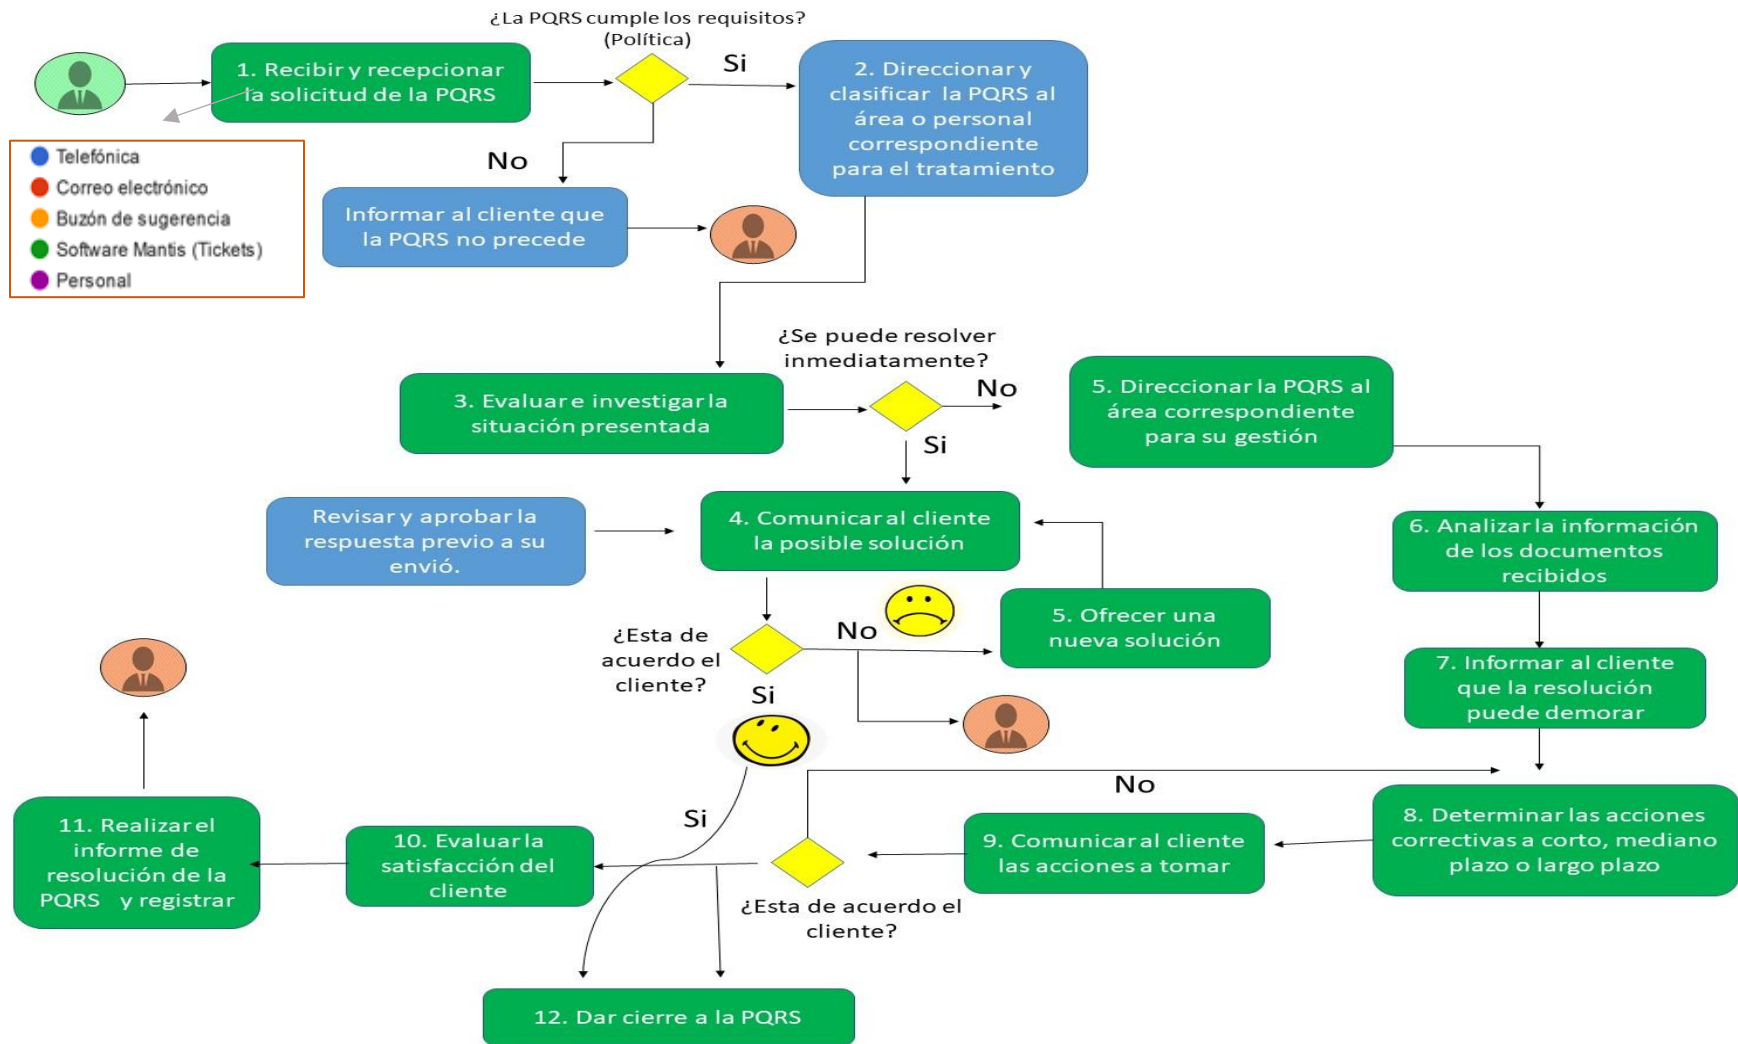 ¿La PQRS cumple los requisitos?
(Política)
1. Recibir y recepcionar
la solicitud de la PQRS
Si
2. Direccionar y
clasificar la PQRS al
área o personal
correspondiente
para el tratamiento
No
Telefónica
Correo electrónico
Buzón de sugerencia
Software Mantis (Tickets)
Personal
Informar al cliente que
la PQRS no precede
¿Se puede resolver
inmediatamente?
No
3. Evaluar e investigar la
situación presentada
Si
5. Direccionar la PQRS al
área correspondiente
para su gestión
Revisar y aprobar la
respuesta previo a su
envió.
4. Comunicar al cliente
la posible solución
6. Analizar la información
de los documentos
recibidos
¿Esta de
acuerdo el
cliente?
No
5. Ofrecer una
nueva solución
Si
7. Informar al cliente
que la resolución
puede demorar
No
Si
11. Realizar el
informe de
resolución de la
PQRS y registrar
10. Evaluar la
satisfacción del
cliente
9. Comunicar al cliente
las acciones a tomar
8. Determinar las acciones
correctivas a corto, mediano
plazo o largo plazo
¿Esta de acuerdo el
cliente?
12. Dar cierre a la PQRS